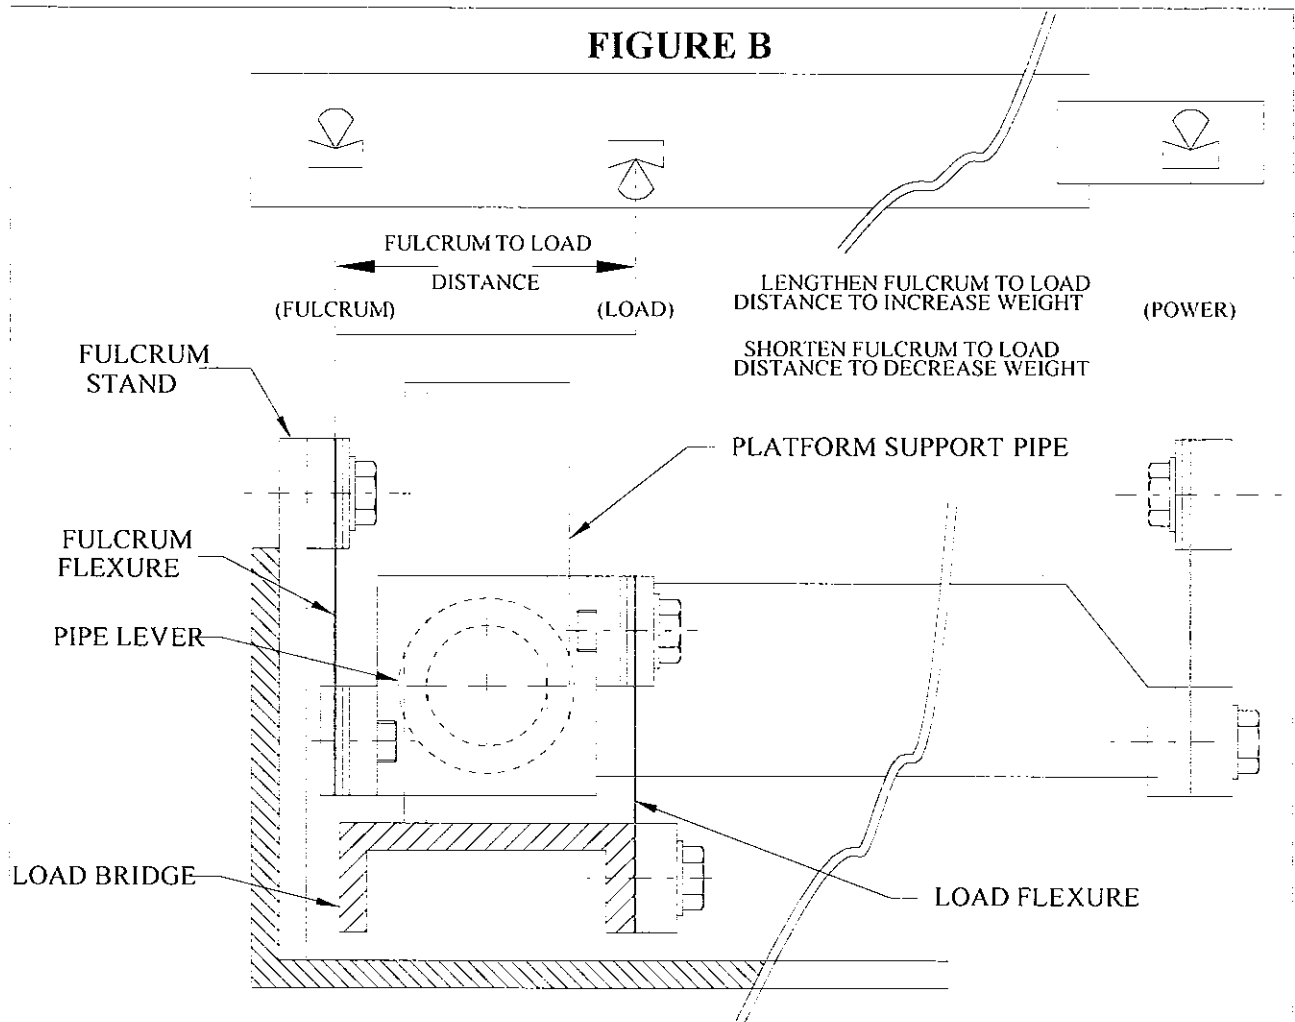 FIGURE B
FULCRUM TO LOAD
DISTANCE
(FULCRUM)
(LOAD)
LENGTHEN FULCRUM TO LOAD
DISTANCE TO INCREASE WEIGHT
(POWER)
SHORTEN FULCRUM TO LOAD
DISTANCE TO DECREASE WEIGHT
FULCRUM
STAND
PLATFORM SUPPORT PIPE
FULCRUM
FLEXURE
PIPE LEVER
LOAD BRIDGE
LOAD FLEXURE